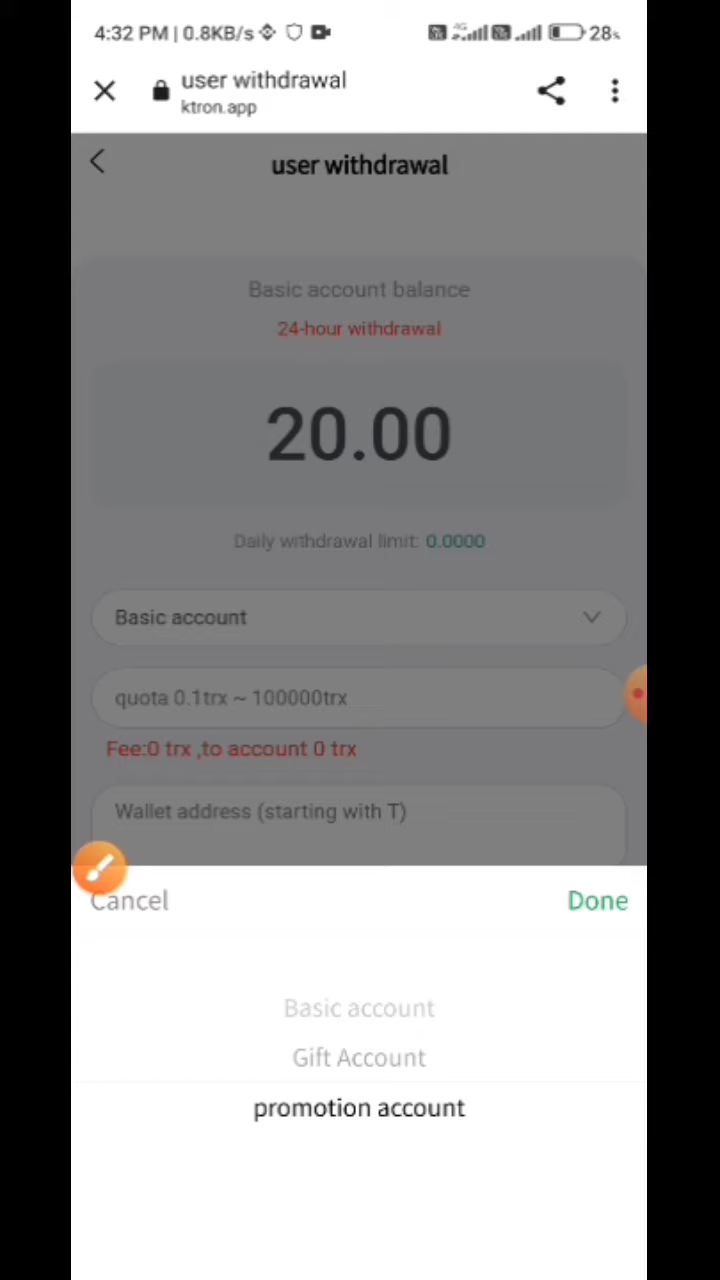 4:32 PM | 0.8KB/s
4G
28%
user withdrawal
ktron.app
user withdrawal
Basic account balance
24-hour withdrawal
20.00
Daily withdrawal limit: 0.0000
Basic account
quota 0.1trx ~ 100000trx
Fee:0 trx ,to account 0 trx
Wallet address (starting with T)
Cancel
Done
Basic account
Gift Account
promotion account